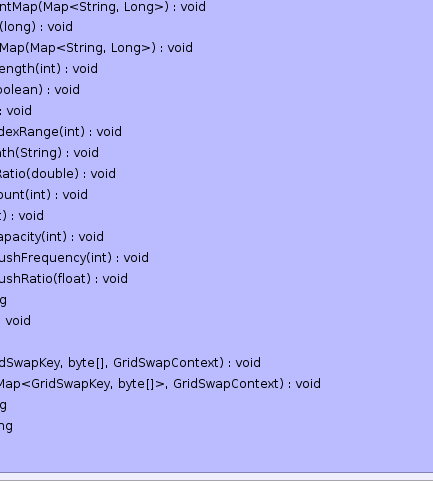 ntMap(Map<String, Long>) : void
(long) : void
Map(Map<String, Long>) : void
ength(int) : void
oolean) : void
: void
dexRange(int) : void
ath(String) : void
Ratio(double) : void
ount(int) : void
t) : void
apacity(int) : void
ushFrequency(int) : void
ushRatio(float) : void
g
void
dSwapKey, byte[], GridSwapContext) : void
Map<GridSwapKey, byte[]>, GridSwapContext) : void
g
ng